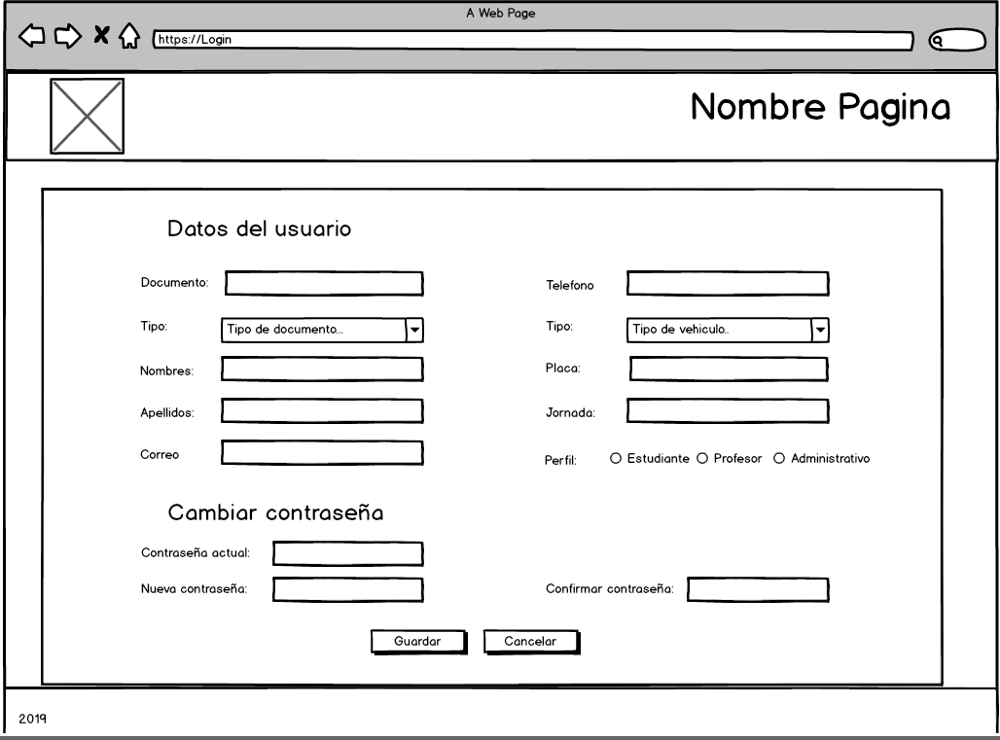 A Web Page
https://Login
Nombre Pagina
Datos del usuario
Documento:
Telefono
Tipo: Tipo de documento...
Tipo: Tipo de vehiculo..
Nombres:
Placa:
Apellidos:
Jornada:
Correo
Perfil: Estudiante Profesor Administrativo
Cambiar contraseña
Contraseña actual:
Nueva contraseña:
Confirmar contraseña:
Guardar Cancelar
2019